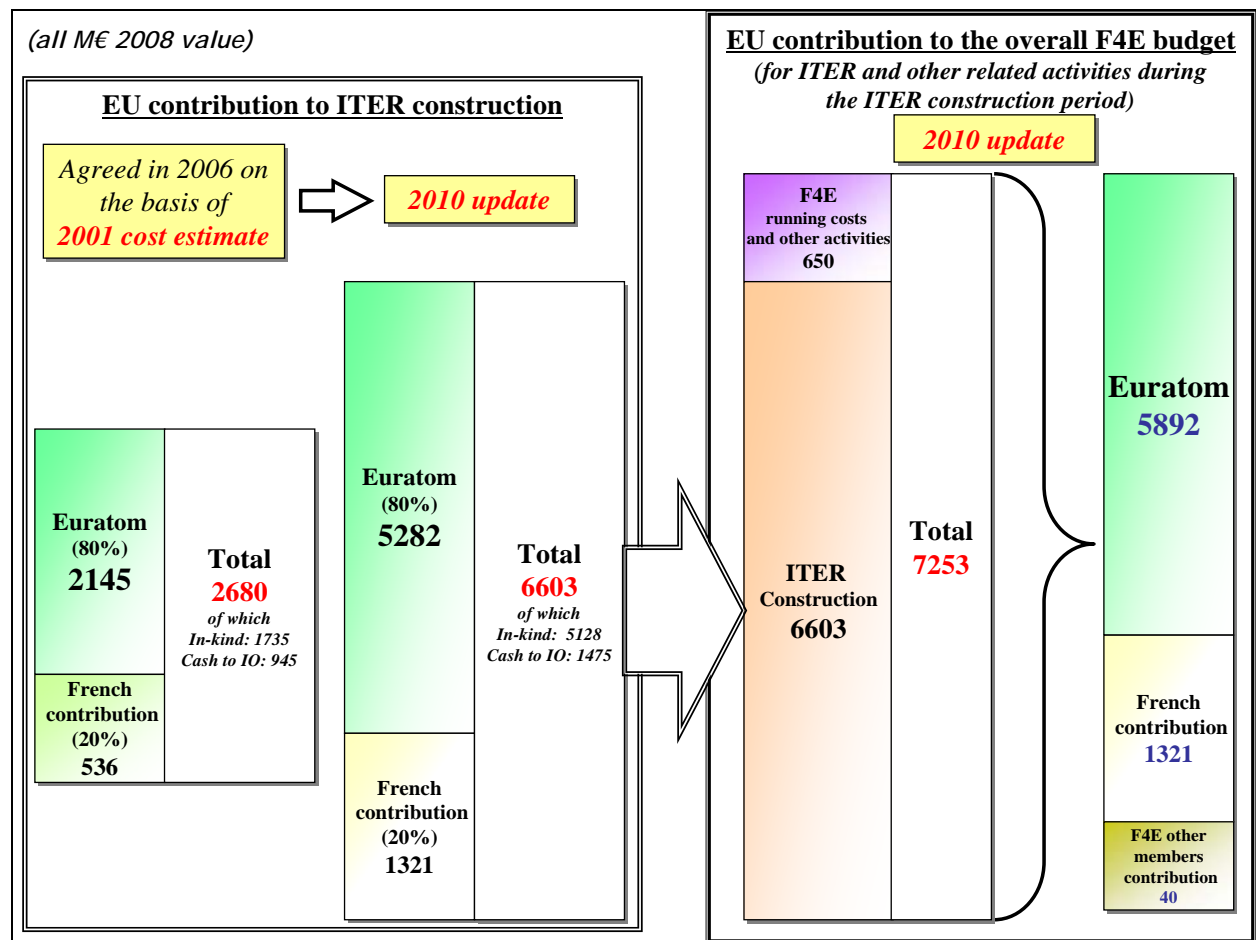 (all M€ 2008 value)
EU contribution to ITER construction
Agreed in 2006 on
the basis of
2001 cost estimate
2010 update
Euratom
(80%)
2145
French
contribution
(20%)
536
Total
2680
of which
In-kind: 1735
Cash to IO: 945
Euratom
(80%)
5282
French
contribution
(20%)
1321
Total
6603
of which
In-kind: 5128
Cash to IO: 1475
EU contribution to the overall F4E budget
(for ITER and other related activities during
the ITER construction period)
2010 update
F4E
running costs
and other activities
650
ITER
Construction
6603
Total
7253
Euratom
5892
French
contribution
1321
F4E other
members
contribution
40